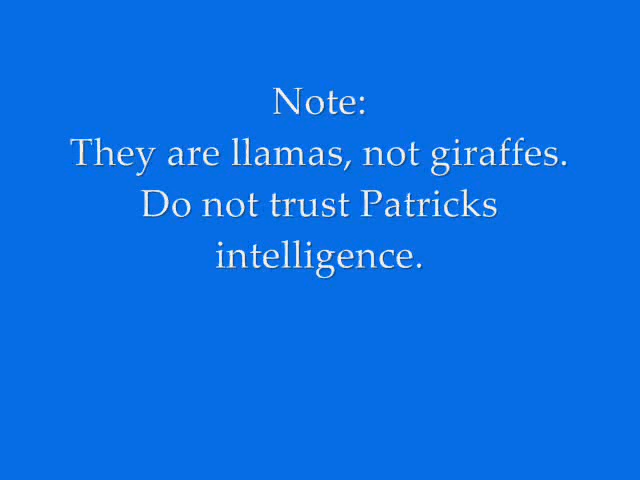 Note:
They are llamas, not giraffes.
Do not trust Patricks
intelligence.